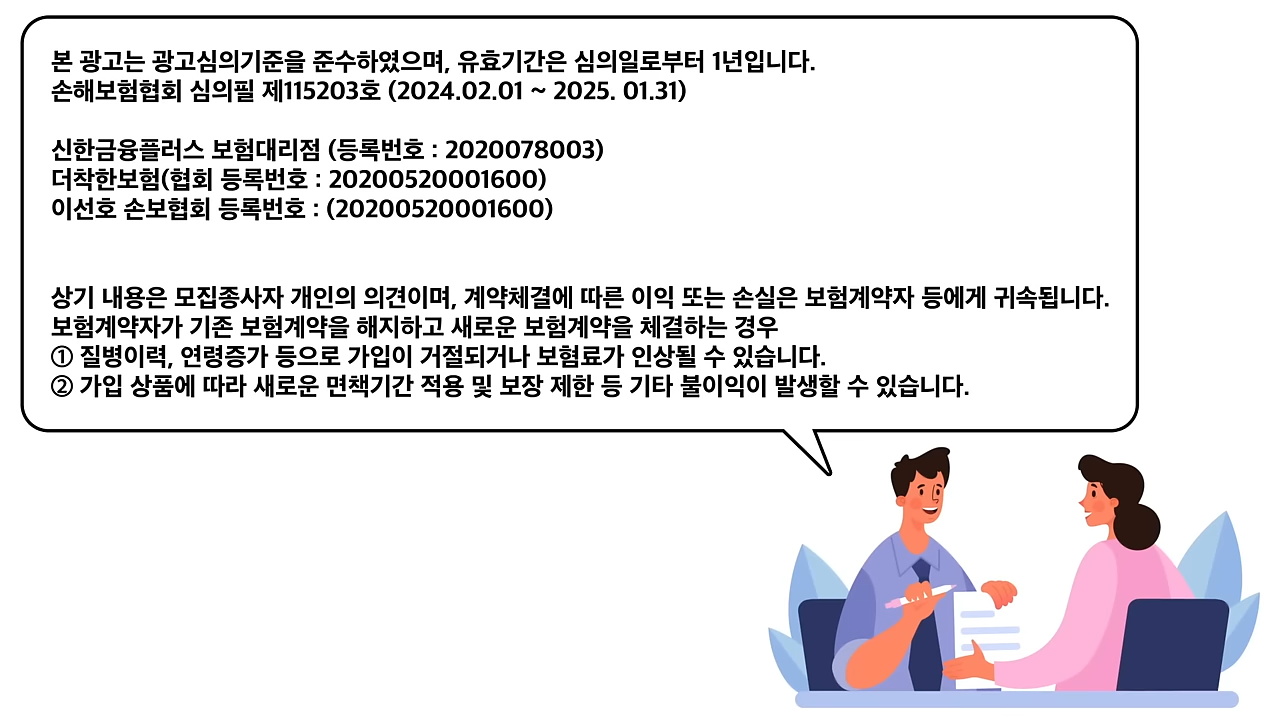 본 광고는 광고심의기준을 준수하였으며, 유효기간은 심의일로부터 1년입니다.
손해보험협회 심의필 제115203호 (2024.02.01 ~ 2025. 01.31)
신한금융플러스 보험대리점 (등록번호 : 2020078003)
더착한보험(협회 등록번호 : 20200520001600)
이선호 손보협회 등록번호 : (20200520001600)
상기 내용은 모집종사자 개인의 의견이며, 계약체결에 따른 이익 또는 손실은 보험계약자 등에게 귀속됩니다.
보험계약자가 기존 보험계약을 해지하고 새로운 보험계약을 체결하는 경우
① 질병이력, 연령증가 등으로 가입이 거절되거나 보험료가 인상될 수 있습니다.
② 가입 상품에 따라 새로운 면책기간 적용 및 보장 제한 등 기타 불이익이 발생할 수 있습니다.